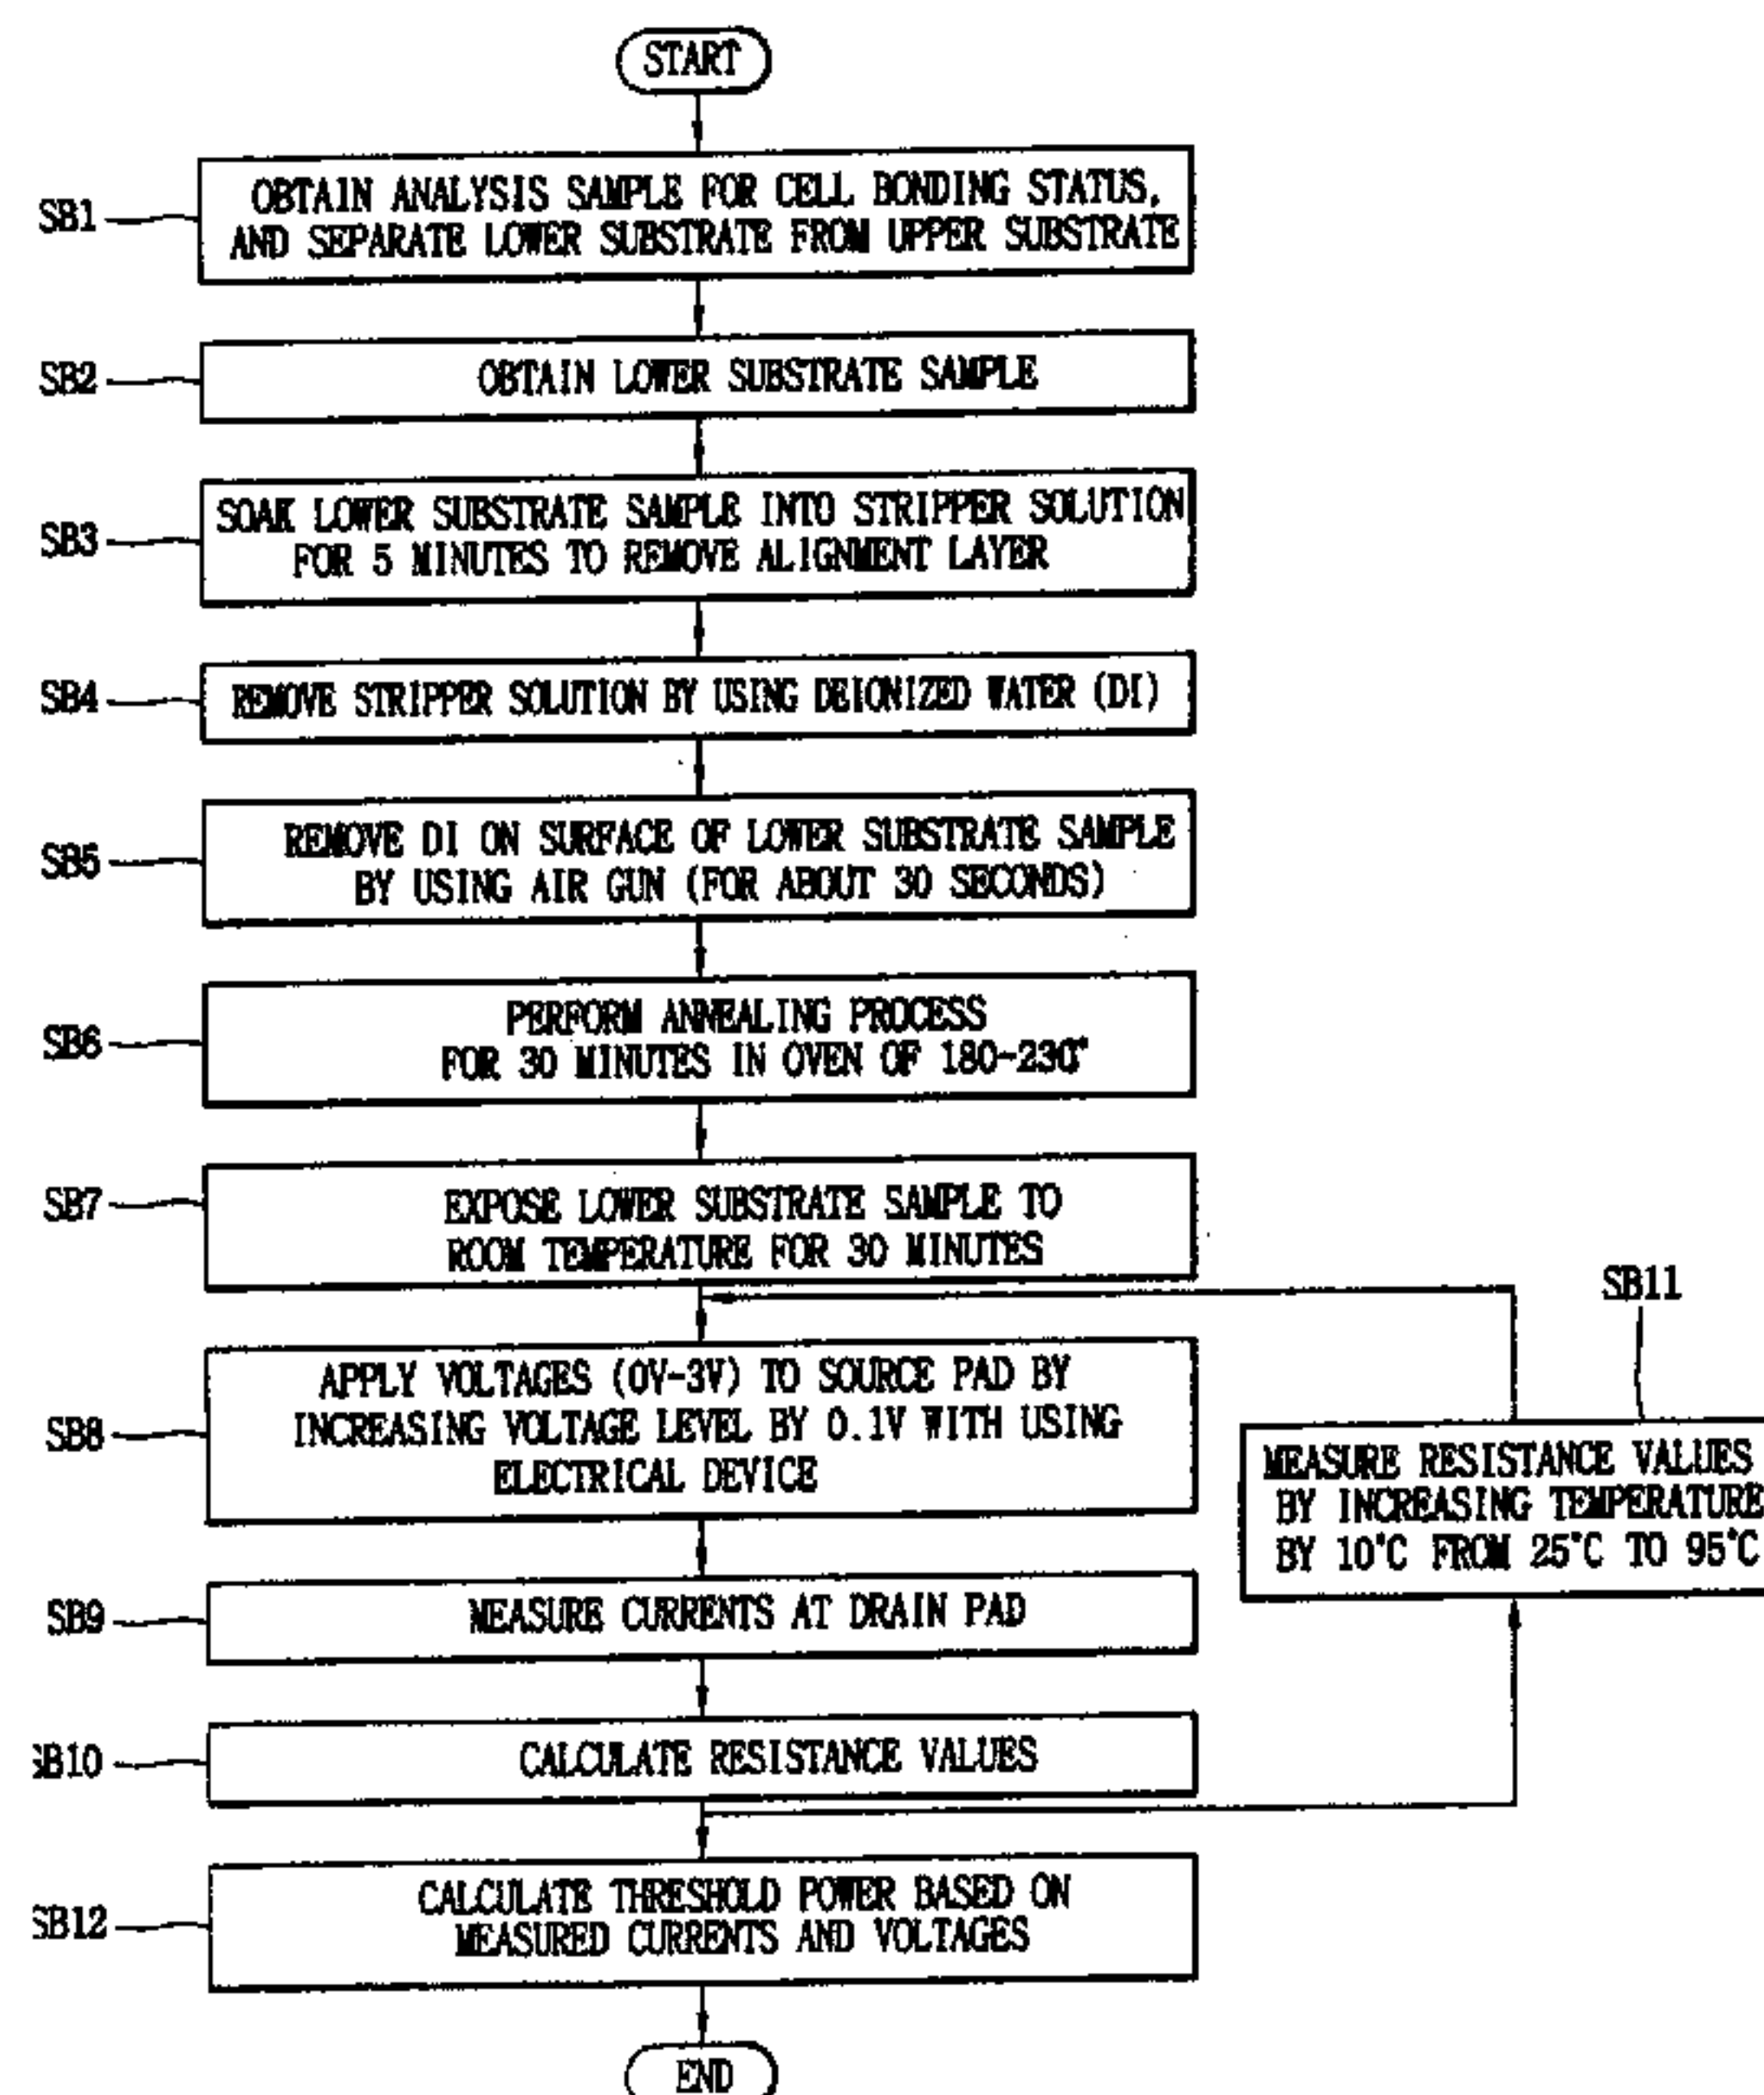 START
SB1
OBTAIN ANALYSIS SAMPLE FOR CELL BONDING STATUS,
AND SEPARATE LOWER SUBSTRATE FROM UPPER SUBSTRATE
SB2
OBTAIN LOWER SUBSTRATE SAMPLE
SB3
SOAK LOWER SUBSTRATE SAMPLE INTO STRIPPER SOLUTION
FOR 5 MINUTES TO REMOVE ALIGNMENT LAYER
SB4
REMOVE STRIPPER SOLUTION BY USING DEIONIZED WATER (DI)
SB5
REMOVE DI ON SURFACE OF LOWER SUBSTRATE SAMPLE
BY USING AIR GUN (FOR ABOUT 30 SECONDS)
SB6
PERFORM ANNEALING PROCESS
FOR 30 MINUTES IN OVEN OF 180-230°
SB7
EXPOSE LOWER SUBSTRATE SAMPLE TO
ROOM TEMPERATURE FOR 30 MINUTES
SB8
APPLY VOLTAGES (0V-3V) TO SOURCE PAD BY
INCREASING VOLTAGE LEVEL BY 0.1V WITH USING
ELECTRICAL DEVICE
SB11
MEASURE RESISTANCE VALUES
BY INCREASING TEMPERATURE
BY 10°C FROM 25°C TO 95°C
SB9
MEASURE CURRENTS AT DRAIN PAD
SB10
CALCULATE RESISTANCE VALUES
SB12
CALCULATE THRESHOLD POWER BASED ON
MEASURED CURRENTS AND VOLTAGES
END